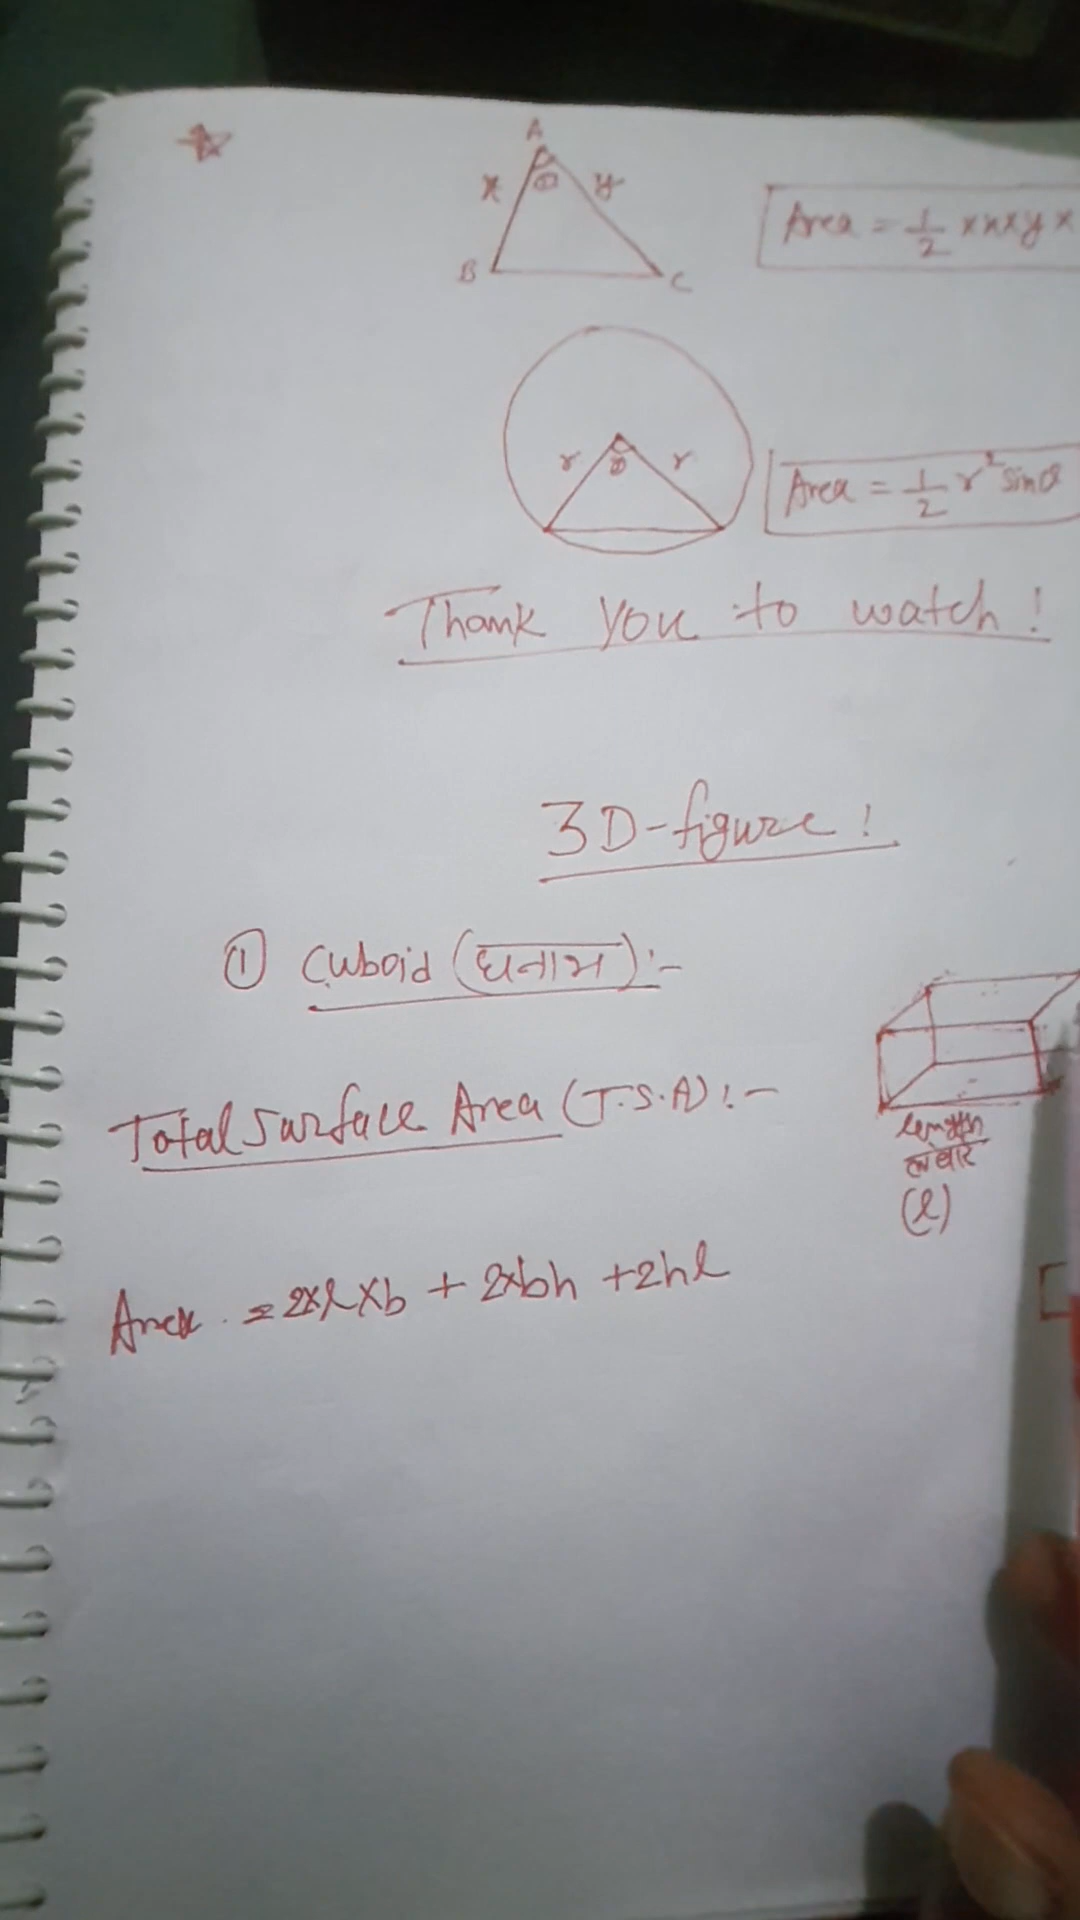 A
x θ y
B C
Area = 1/2 × x × y ×
r θ r
Area = 1/2 r² sinθ
Thank you to watch!
3D-figure!
① Cuboid (घनाभ):-
Total Surface Area (T.S.A):-
length
(l)
Area = 2×l×b + 2×bh + 2hl